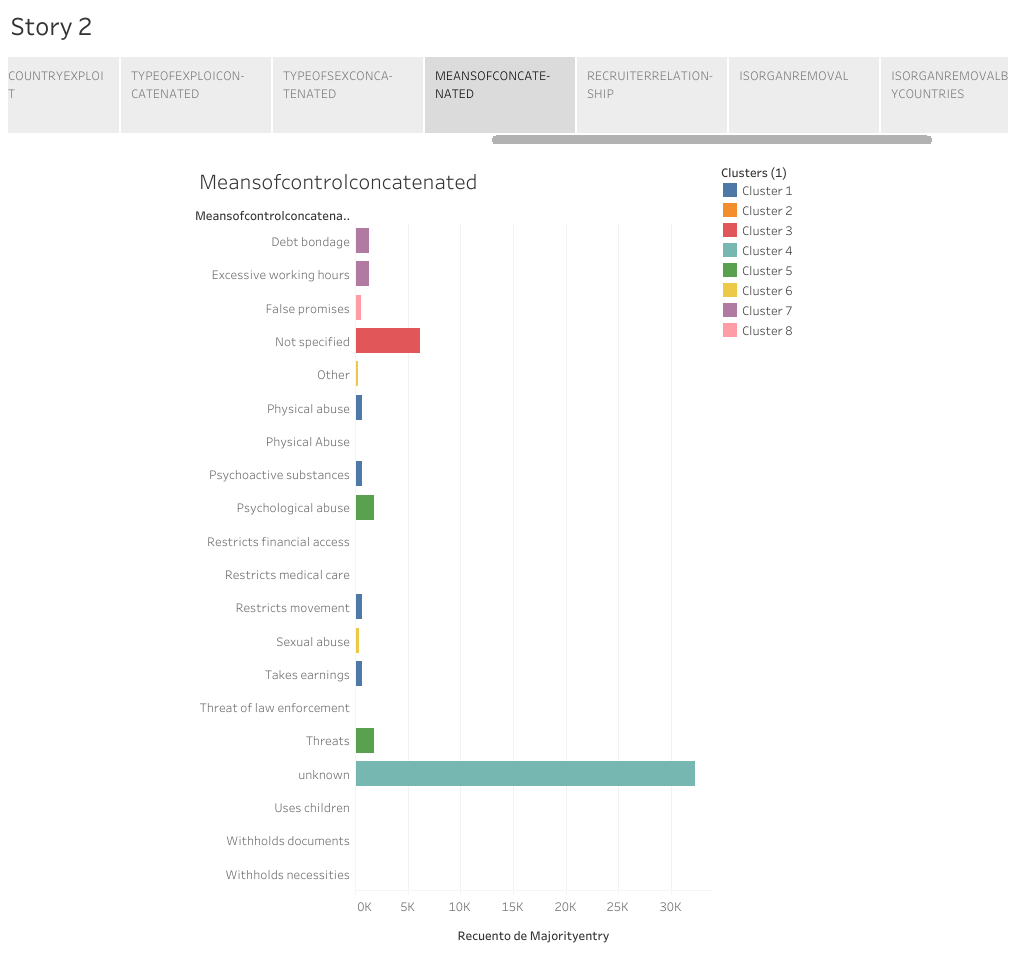 Story 2
COUNTRYEXPLOI
T
TYPEOFEXPLOICON-
CATENATED
TYPEOFSEXCONCA-
TENATED
MEANSOFCONCATE-
NATED
RECRUITERRELATION-
SHIP
ISORGANREMOVAL
ISORGANREMOVALB
YCOUNTRIES
Meansofcontrolconcatenated
Meansofcontrolconcatena..
Debt bondage
Excessive working hours
False promises
Not specified
Other
Physical abuse
Physical Abuse
Psychoactive substances
Psychological abuse
Restricts financial access
Restricts medical care
Restricts movement
Sexual abuse
Takes earnings
Threat of law enforcement
Threats
unknown
Uses children
Withholds documents
Withholds necessities
0K 5K 10K 15K 20K 25K 30K
Recuento de Majorityentry
Clusters (1)
Cluster 1
Cluster 2
Cluster 3
Cluster 4
Cluster 5
Cluster 6
Cluster 7
Cluster 8